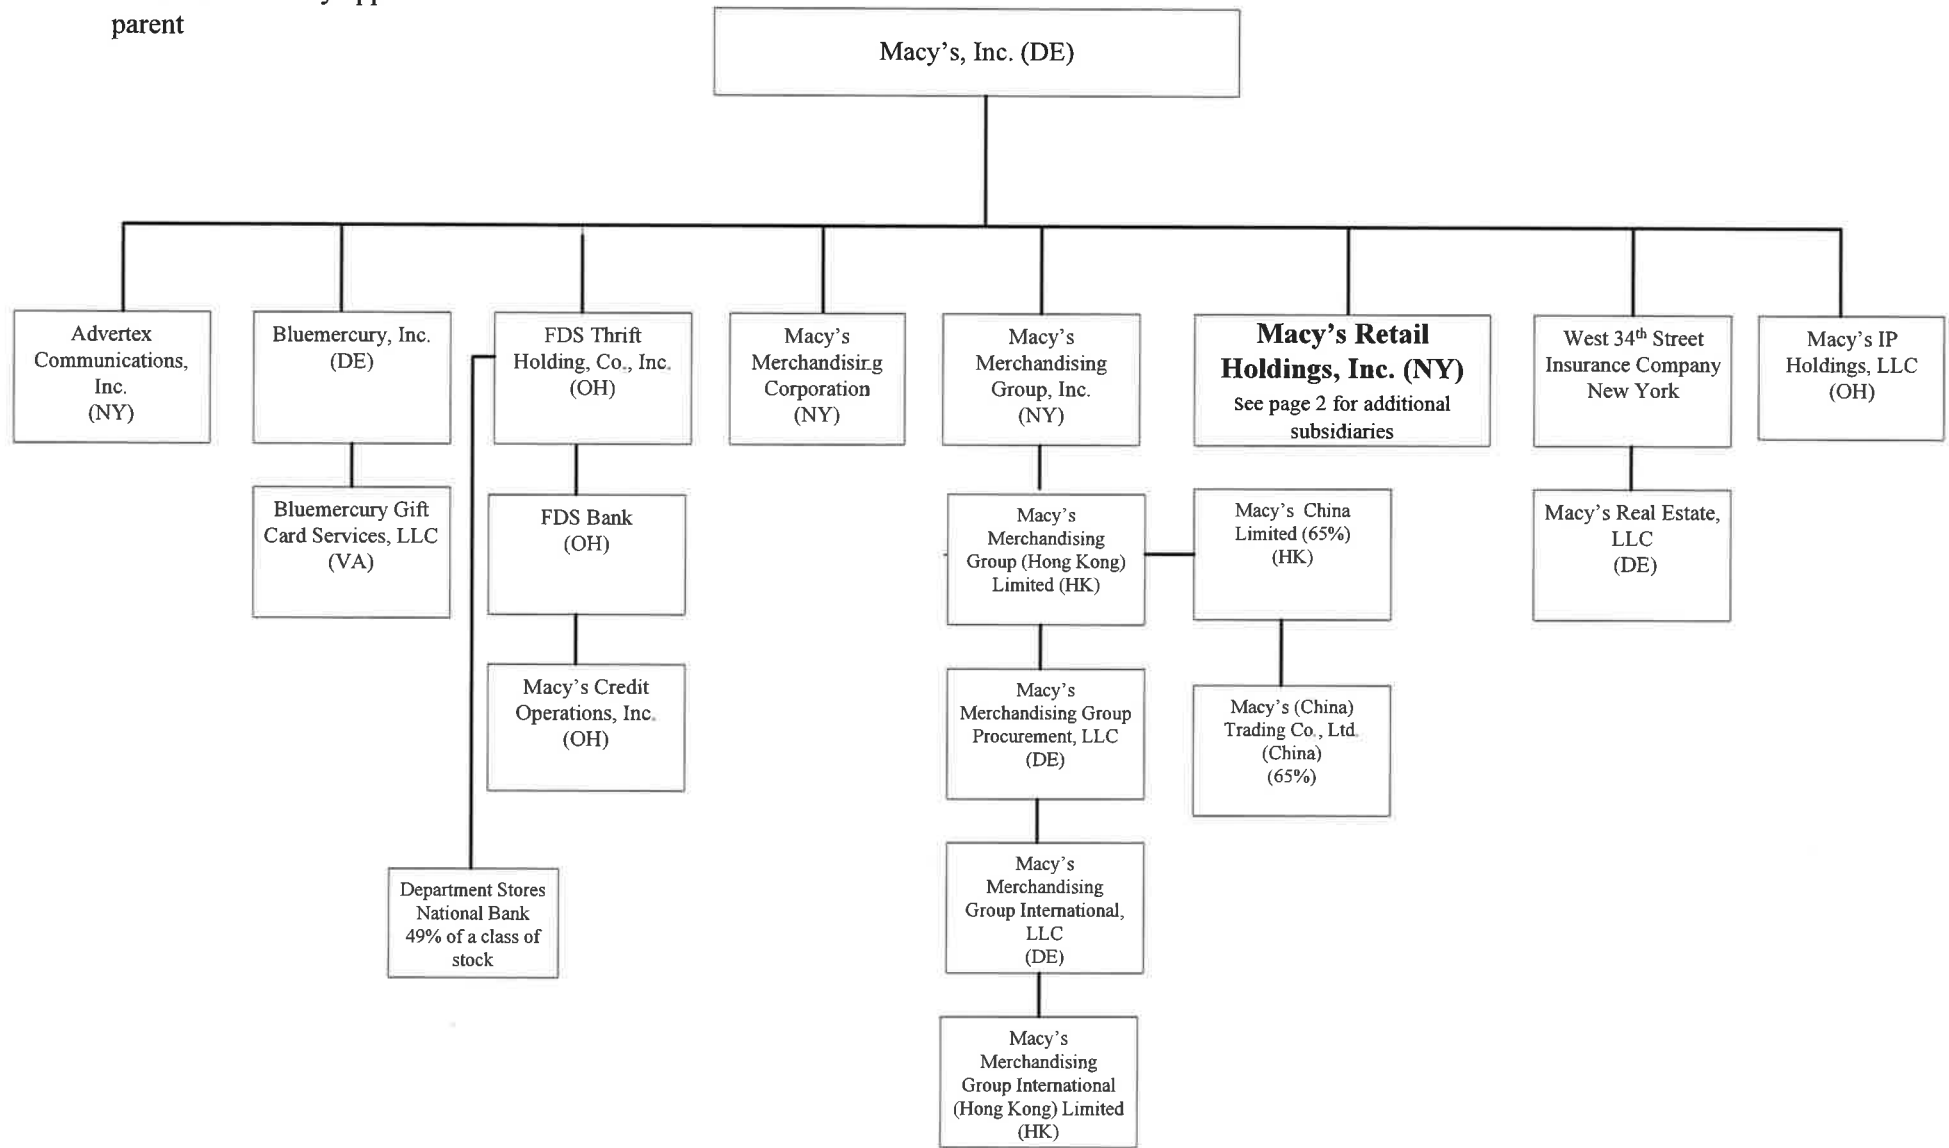 parent
Macy's, Inc. (DE)
Advertex
Communications,
Inc.
(NY)
Bluemercury, Inc.
(DE)
FDS Thrift
Holding, Co., Inc.
(OH)
Macy's
Merchandising
Corporation
(NY)
Macy's
Merchandising
Group, Inc.
(NY)
Macy's Retail
Holdings, Inc. (NY)
See page 2 for additional
subsidiaries
West 34th Street
Insurance Company
New York
Macy's IP
Holdings, LLC
(OH)
Bluemercury Gift
Card Services, LLC
(VA)
FDS Bank
(OH)
Macy's
Merchandising
Group (Hong Kong)
Limited (HK)
Macy's China
Limited (65%)
(HK)
Macy's Real Estate,
LLC
(DE)
Macy's Credit
Operations, Inc.
(OH)
Macy's
Merchandising Group
Procurement, LLC
(DE)
Macy's (China)
Trading Co., Ltd.
(China)
(65%)
Department Stores
National Bank
49% of a class of
stock
Macy's
Merchandising
Group International,
LLC
(DE)
Macy's
Merchandising
Group International
(Hong Kong) Limited
(HK)